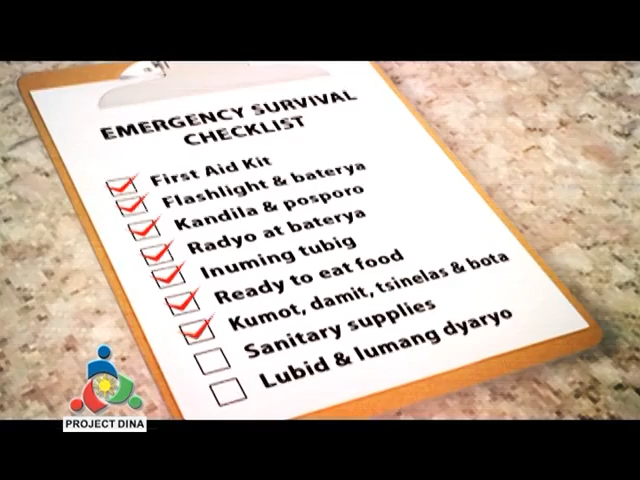 EMERGENCY SURVIVAL
CHECKLIST
First Aid Kit
Flashlight & baterya
Kandila & posporo
Radyo at baterya
Inuming tubig
Ready to eat food
Kumot, damit, tsinelas & bota
Sanitary supplies
Lubid & lumang dyaryo
PROJECT DINA